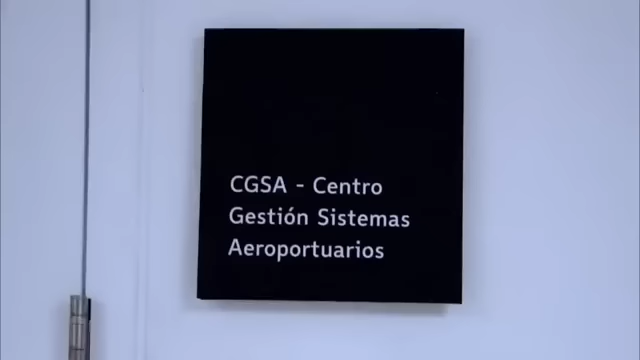 CGSA - Centro
Gestión Sistemas
Aeroportuarios